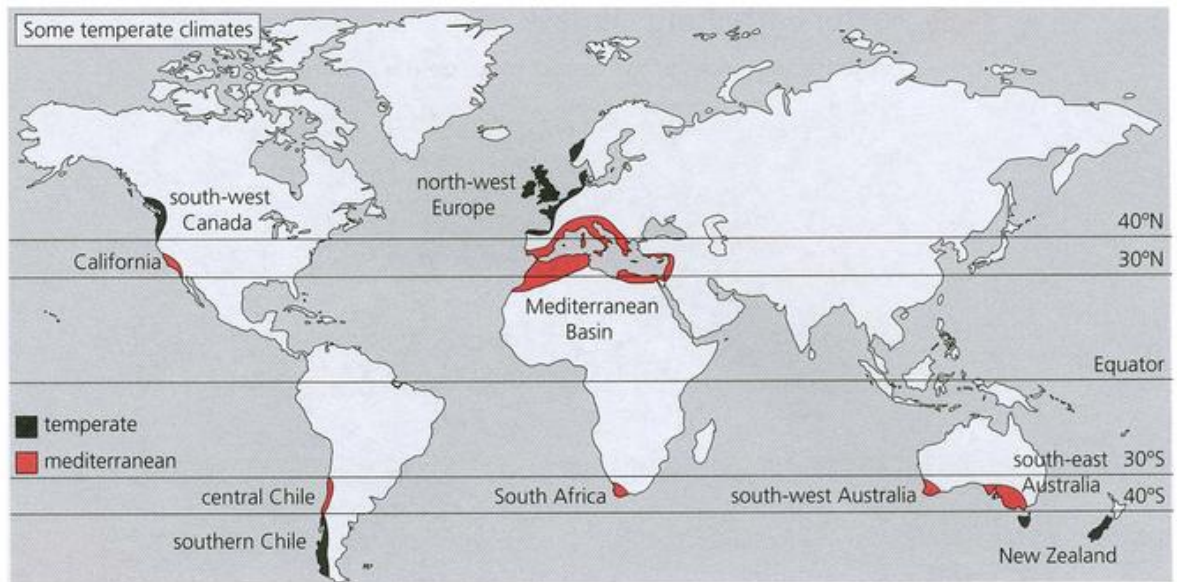 Some temperate climates
south-west
Canada
north-west
Europe
40°N
California
30°N
Mediterranean
Basin
Equator
temperate
mediterranean
south-east
Australia
30°S
central Chile
South Africa
south-west Australia
40°S
southern Chile
New Zealand